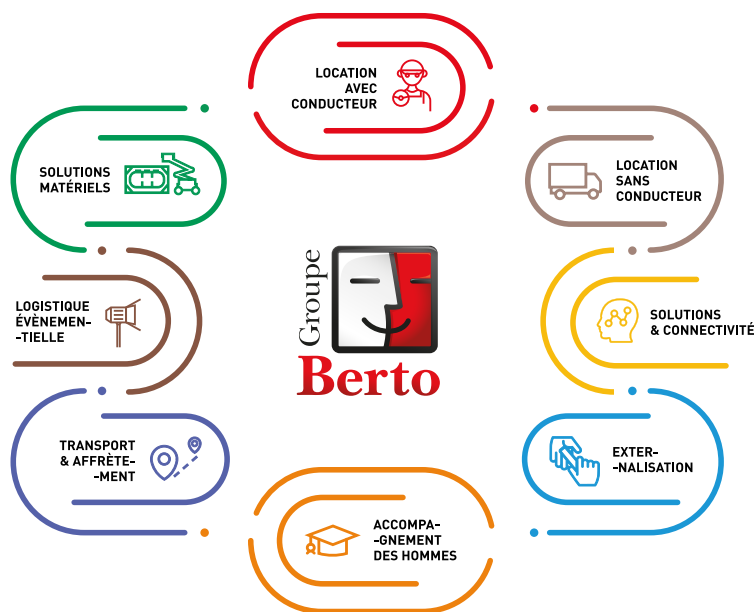 LOCATION
AVEC
CONDUCTEUR
SOLUTIONS
MATÉRIELS
LOCATION
SANS
CONDUCTEUR
LOGISTIQUE
ÉVÈNEMEN-
-TIELLE
Groupe
Berto
SOLUTIONS
& CONNECTIVITÉ
TRANSPORT
& AFFRÈTE-
-MENT
EXTER-
-NALISATION
ACCOMPA-
-GNEMENT
DES HOMMES